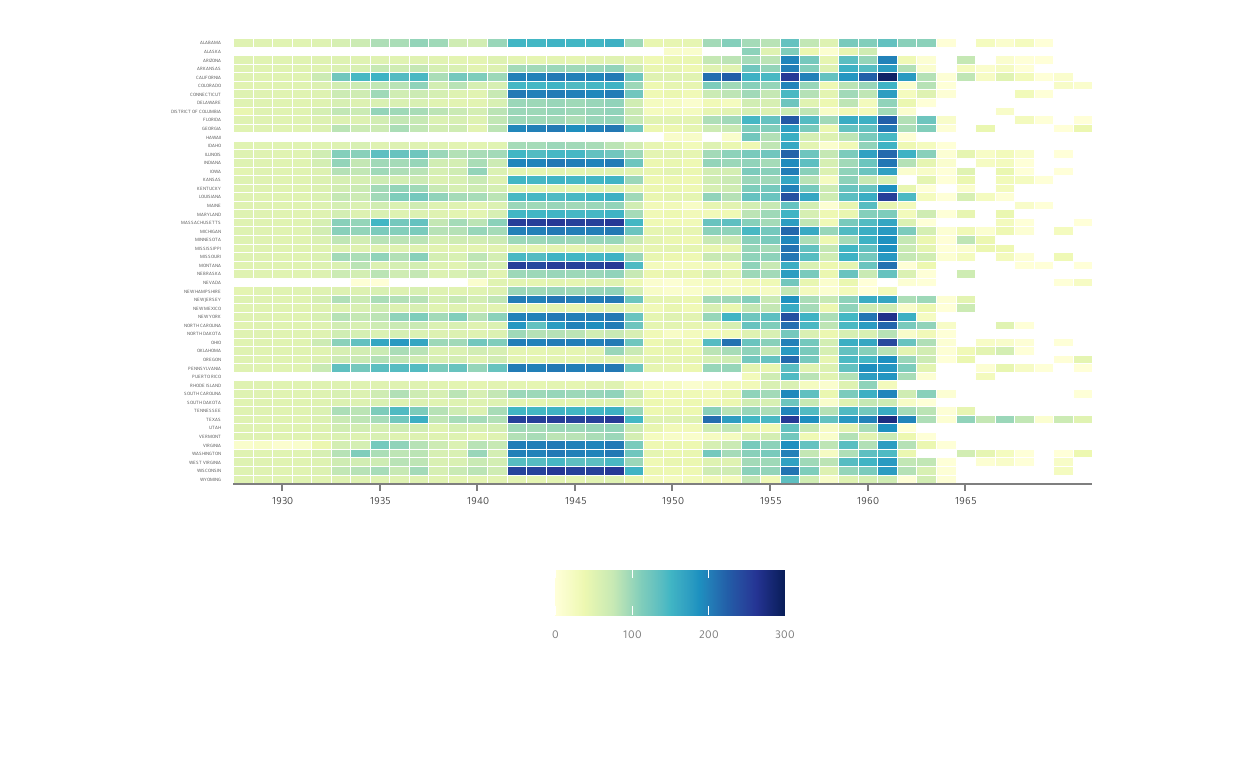 ALABAMA
ALASKA
ARIZONA
ARKANSAS
CALIFORNIA
COLORADO
CONNECTICUT
DELAWARE
DISTRICT OF COLUMBIA
FLORIDA
GEORGIA
HAWAII
IDAHO
ILLINOIS
INDIANA
IOWA
KANSAS
KENTUCKY
LOUISIANA
MAINE
MARYLAND
MASSACHUSETTS
MICHIGAN
MINNESOTA
MISSISSIPPI
MISSOURI
MONTANA
NEBRASKA
NEVADA
NEW HAMPSHIRE
NEW JERSEY
NEW MEXICO
NEW YORK
NORTH CAROLINA
NORTH DAKOTA
OHIO
OKLAHOMA
OREGON
PENNSYLVANIA
PUERTO RICO
RHODE ISLAND
SOUTH CAROLINA
SOUTH DAKOTA
TENNESSEE
TEXAS
UTAH
VERMONT
VIRGINIA
WASHINGTON
WEST VIRGINIA
WISCONSIN
WYOMING
1930 1935 1940 1945 1950 1955 1960 1965
0 100 200 300